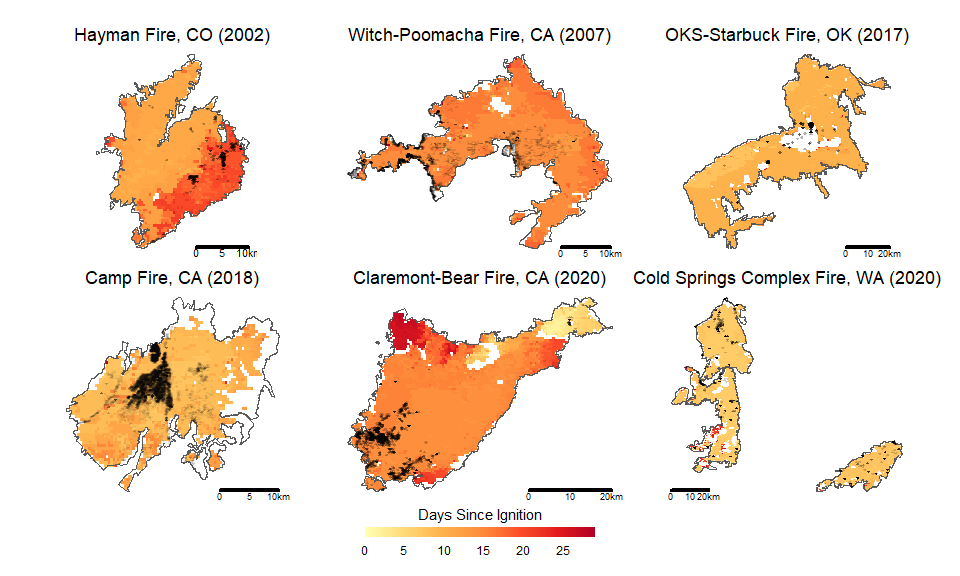 Hayman Fire, CO (2002)
Witch-Poomacha Fire, CA (2007)
OKS-Starbuck Fire, OK (2017)
0 5 10kr
0 5 10km
0 10 20km
Camp Fire, CA (2018)
Claremont-Bear Fire, CA (2020)
Cold Springs Complex Fire, WA (2020)
0 5 10km
0 10 20km
0 10 20km
Days Since Ignition
0 5 10 15 20 25